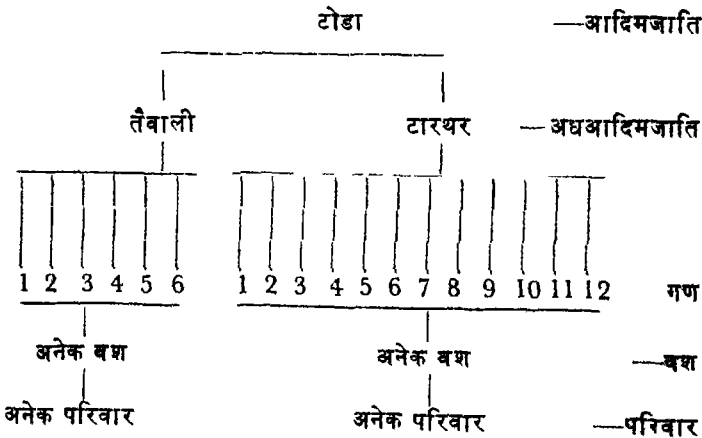 टोडा —आदिमजाति
तैवाली टारथर —अधआदिमजाति
1 2 3 4 5 6 1 2 3 4 5 6 7 8 9 10 11 12 गण
अनेक वश अनेक वश —वश
अनेक परिवार अनेक परिवार —परिवार